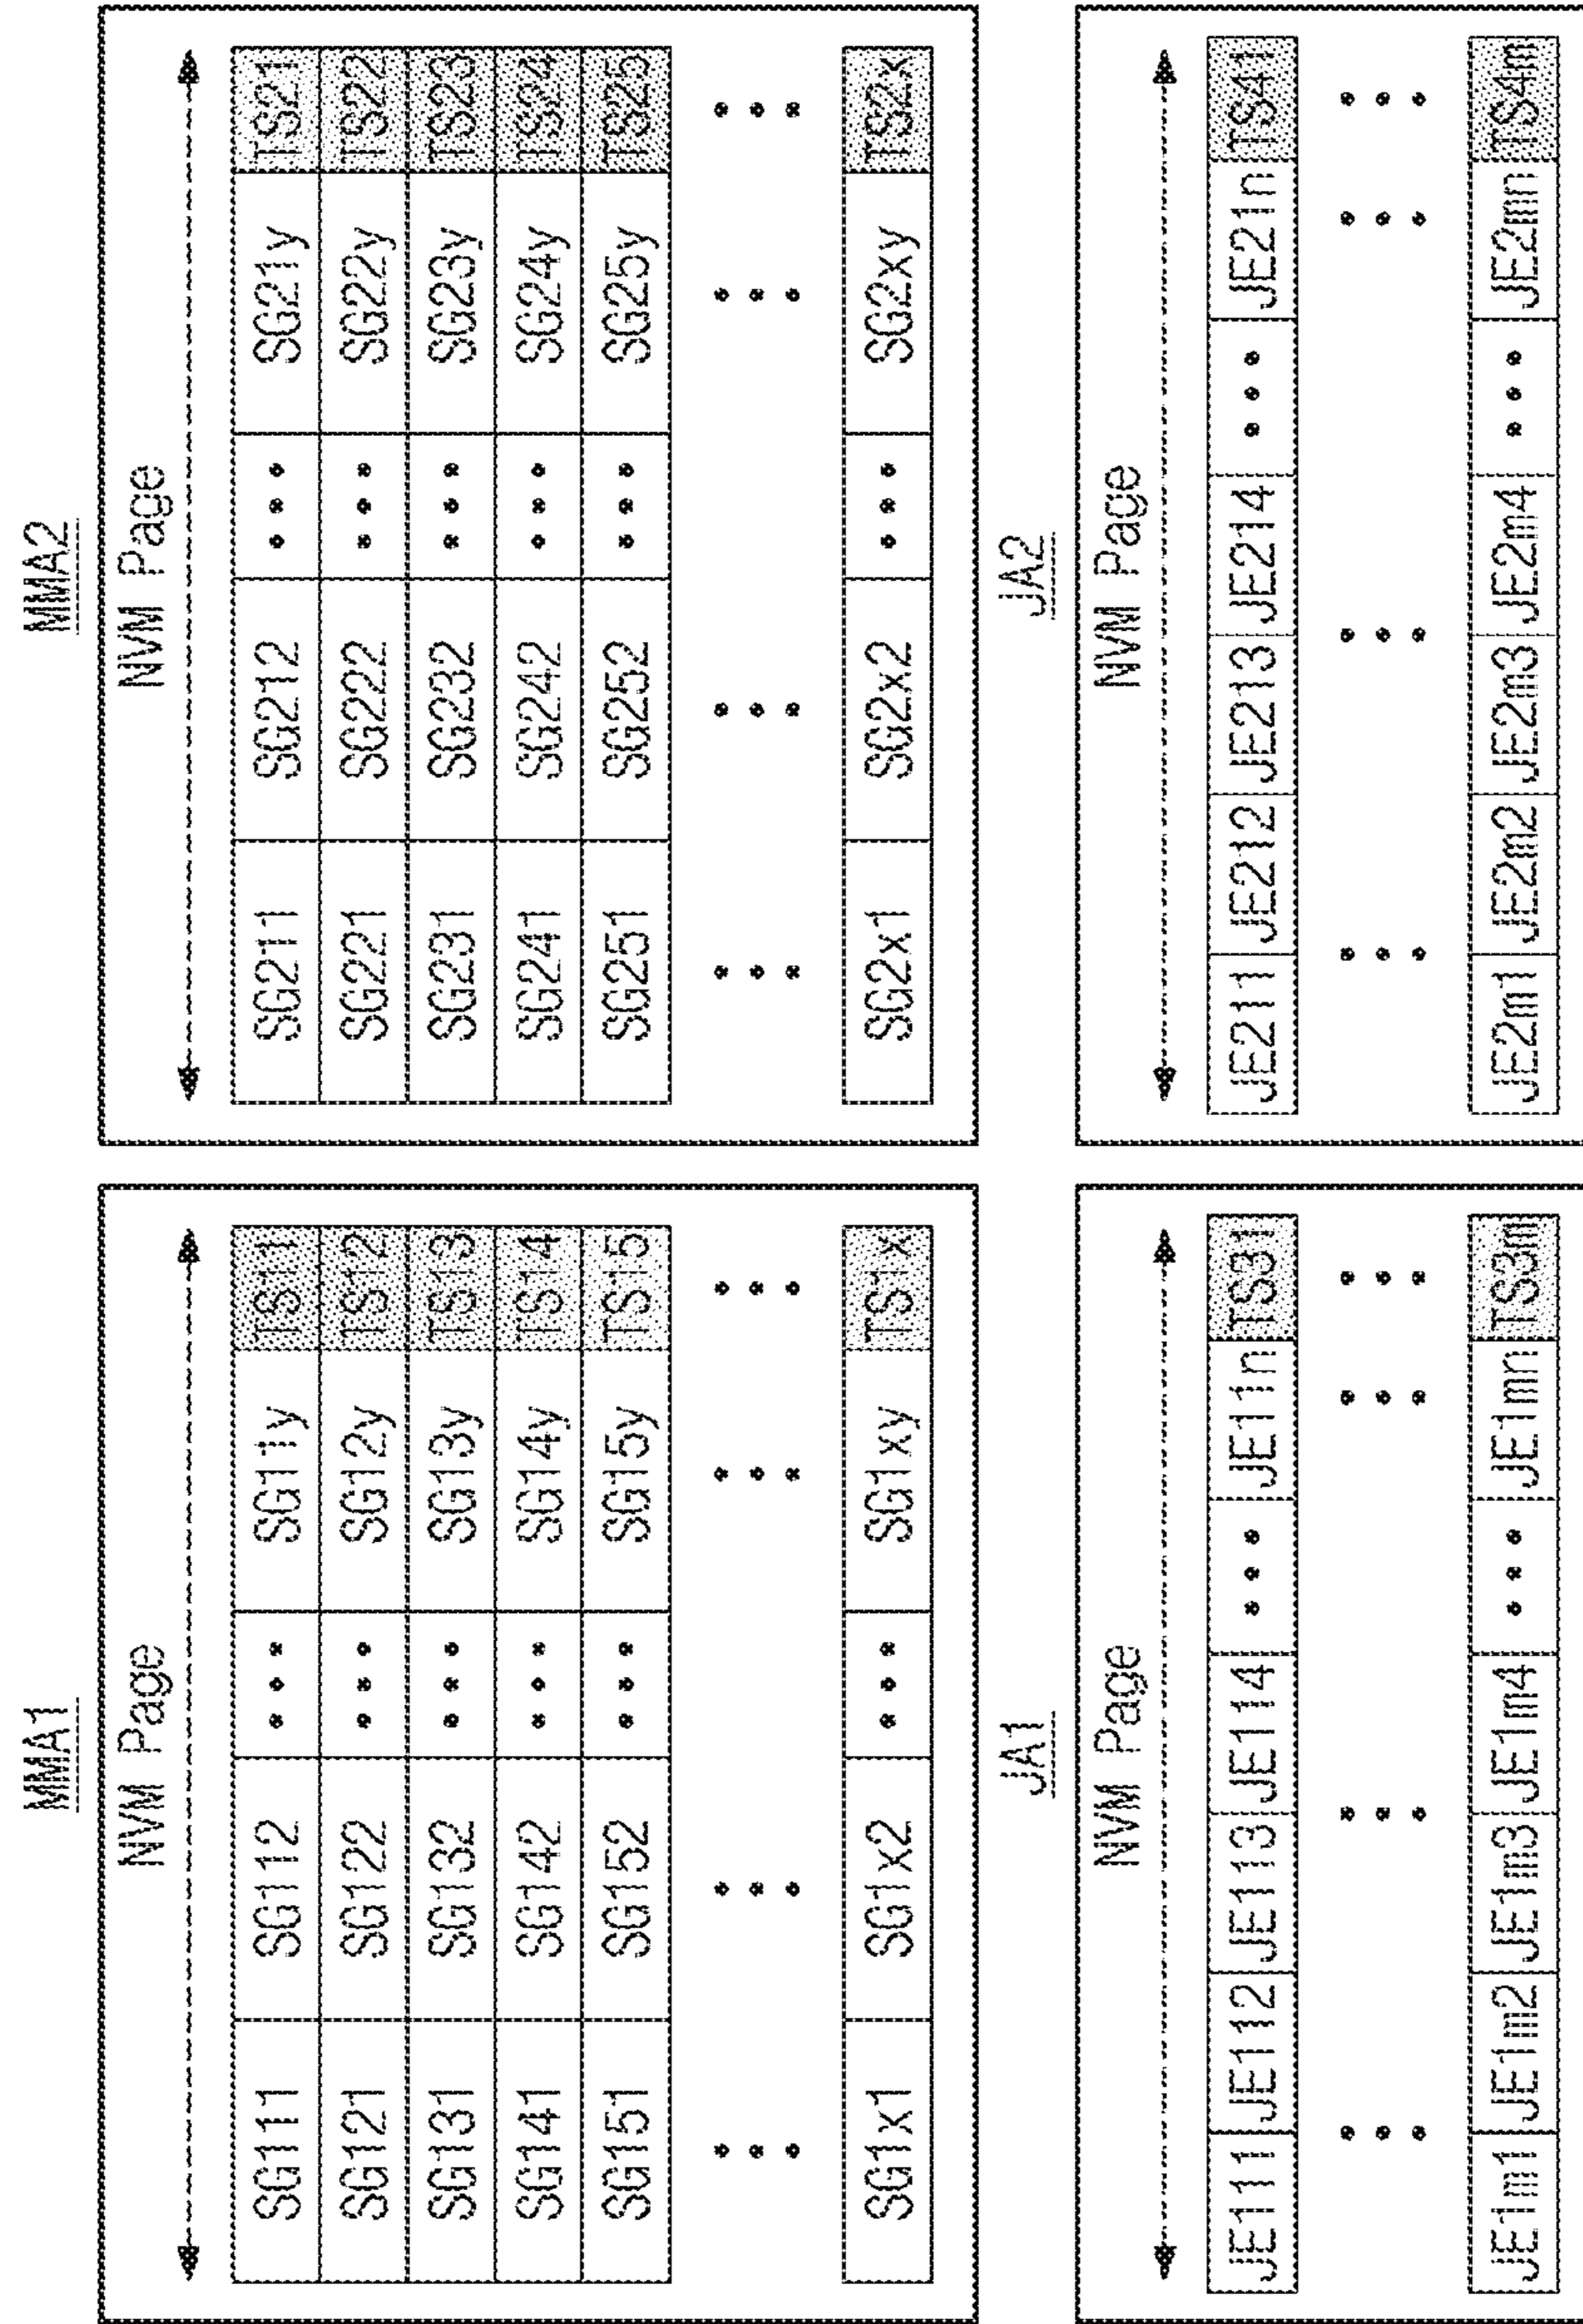 MMA1
NVM Page
SG111 SG112 • • • SG11y TS11
SG121 SG122 • • • SG12y TS12
SG131 SG132 • • • SG13y TS13
SG141 SG142 • • • SG14y TS14
SG151 SG152 • • • SG15y TS15
• • • • • • • • • • • •
SG1x1 SG1x2 • • • SG1xy TS1x
MMA2
NVM Page
SG211 SG212 • • • SG21y TS21
SG221 SG222 • • • SG22y TS22
SG231 SG232 • • • SG23y TS23
SG241 SG242 • • • SG24y TS24
SG251 SG252 • • • SG25y TS25
• • • • • • • • • • • •
SG2x1 SG2x2 • • • SG2xy TS2x
JA1
NVM Page
JE111 JE112 JE113 JE114 • • • JE11n TS31
• • • • • • • • • • • •
JE1m1 JE1m2 JE1m3 JE1m4 • • • JE1mn TS3m
JA2
NVM Page
JE211 JE212 JE213 JE214 • • • JE21n TS41
• • • • • • • • • • • •
JE2m1 JE2m2 JE2m3 JE2m4 • • • JE2mn TS4m